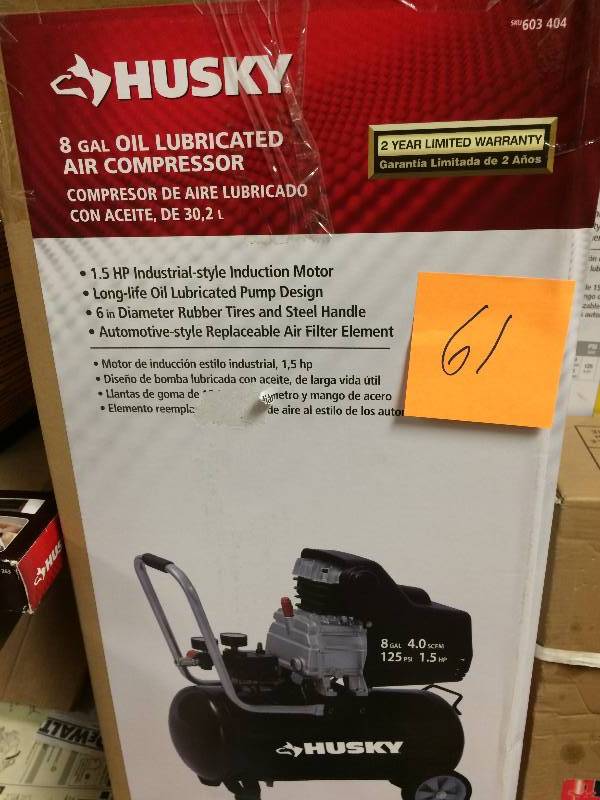 SKU 603 404
HUSKY
8 GAL OIL LUBRICATED
AIR COMPRESSOR
COMPRESOR DE AIRE LUBRICADO
CON ACEITE, DE 30,2 L
2 YEAR LIMITED WARRANTY
Garantía Limitada de 2 Años
• 1.5 HP Industrial-style Induction Motor
• Long-life Oil Lubricated Pump Design
• 6 in Diameter Rubber Tires and Steel Handle
• Automotive-style Replaceable Air Filter Element
• Motor de inducción estilo industrial, 1,5 hp
• Diseño de bomba lubricada con aceite, de larga vida útil
• Llantas de goma de y mango de acero
• Elemento de aire al estilo de los
61
8 GAL 4.0 SCFM
125 PSI 1.5 HP
HUSKY
HUSK
DEWALT